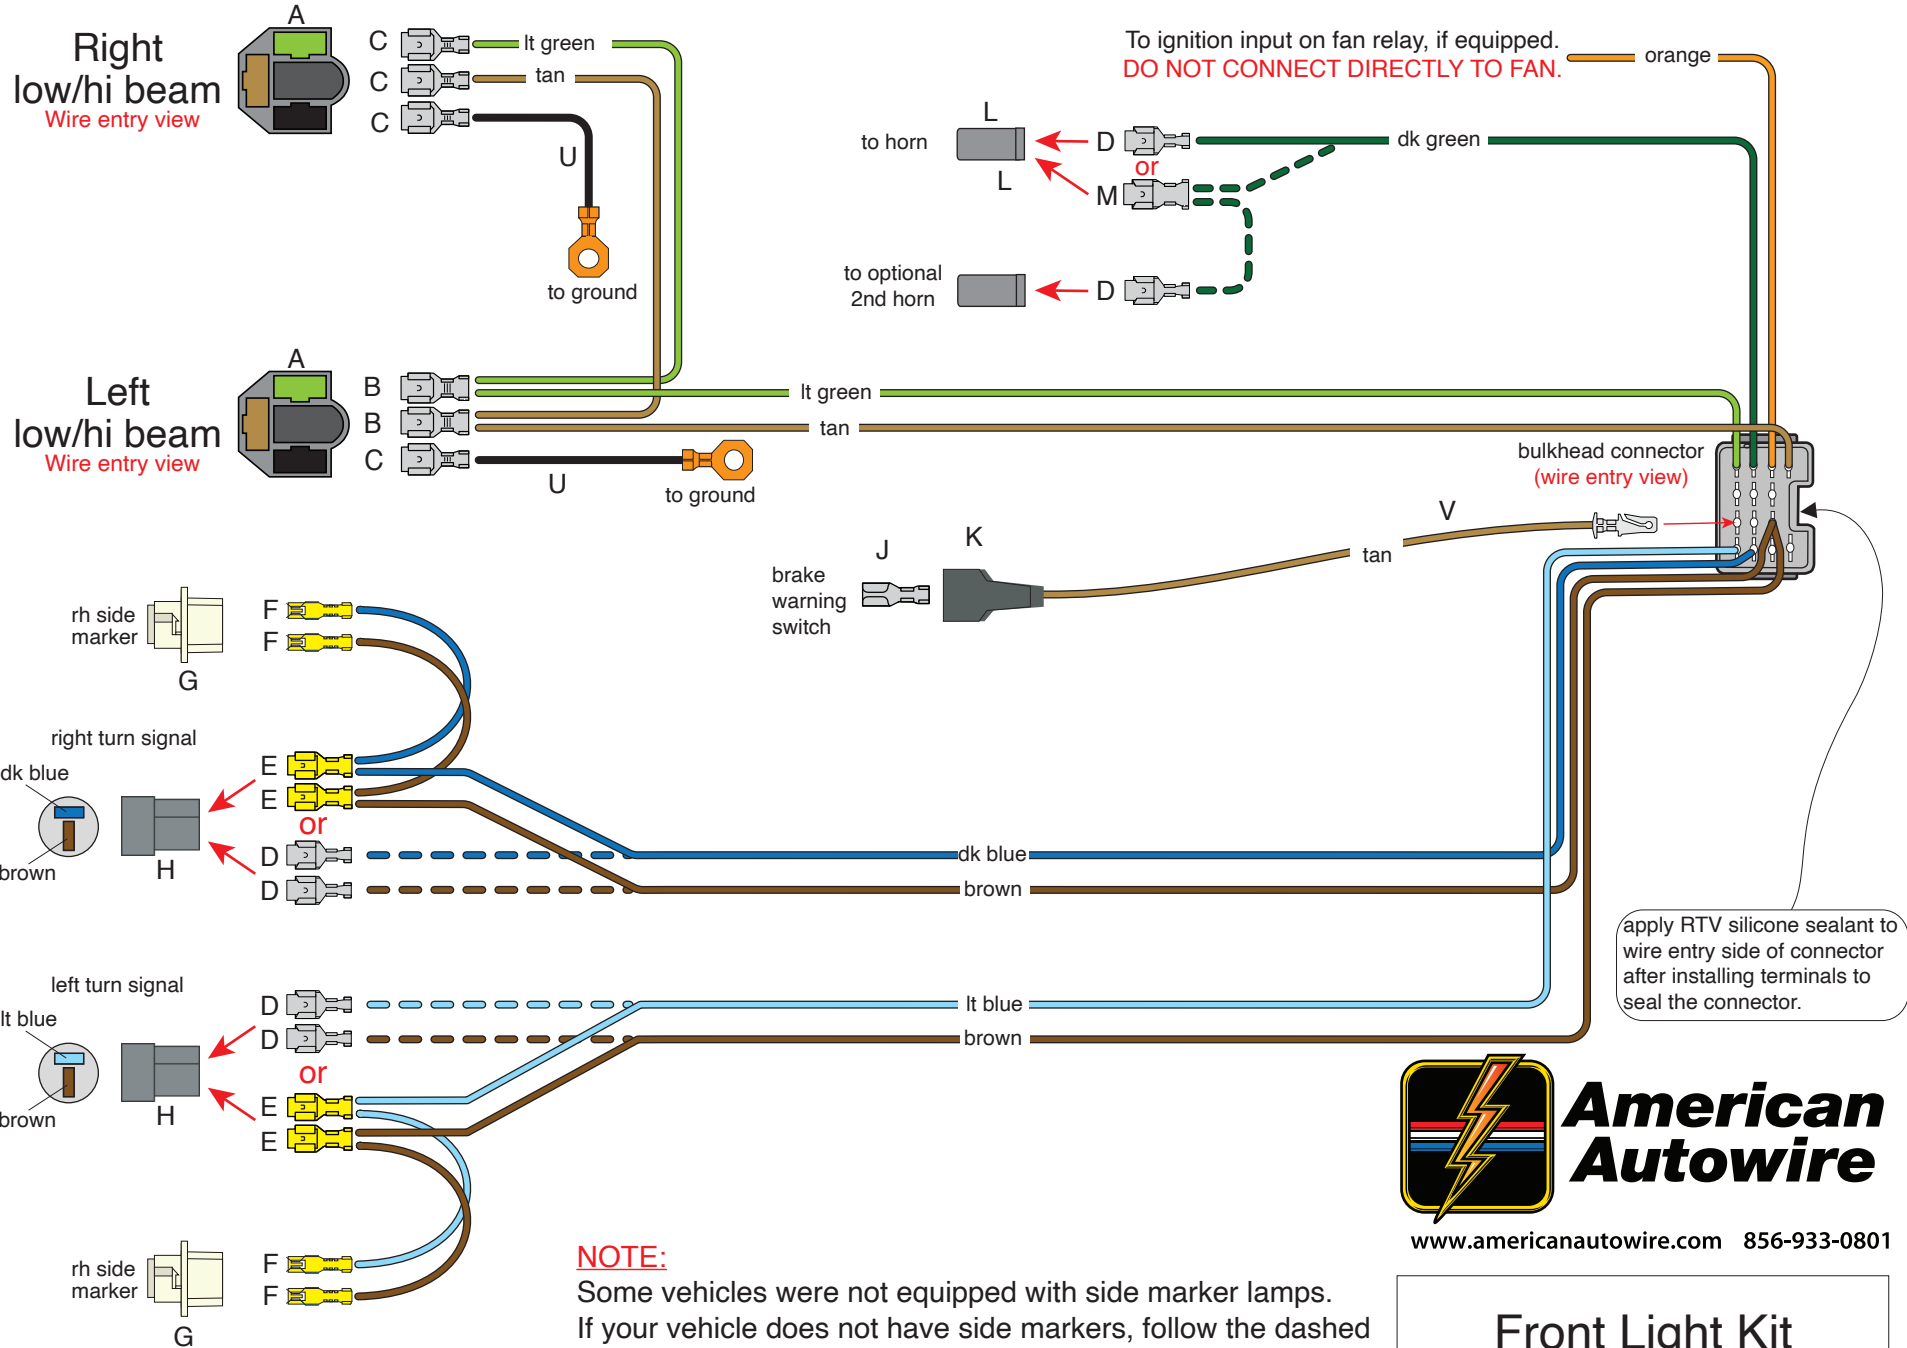 A
Right
low/hi beam
Wire entry view
C
C
C
lt green
tan
U
to ground
To ignition input on fan relay, if equipped.
DO NOT CONNECT DIRECTLY TO FAN.
orange
to horn
L
L
D
or
M
dk green
to optional
2nd horn
D
A
Left
low/hi beam
Wire entry view
B
B
C
lt green
tan
U
to ground
bulkhead connector
(wire entry view)
V
tan
K
J
brake
warning
switch
rh side
marker
F
F
G
right turn signal
dk blue
brown
H
E
E
or
D
D
dk blue
brown
apply RTV silicone sealant to
wire entry side of connector
after installing terminals to
seal the connector.
left turn signal
lt blue
brown
H
D
D
or
E
E
lt blue
brown
rh side
marker
F
F
G
American
Autowire
www.americanautowire.com 856-933-0801
NOTE:
Some vehicles were not equipped with side marker lamps.
If your vehicle does not have side markers, follow the dashed
Front Light Kit